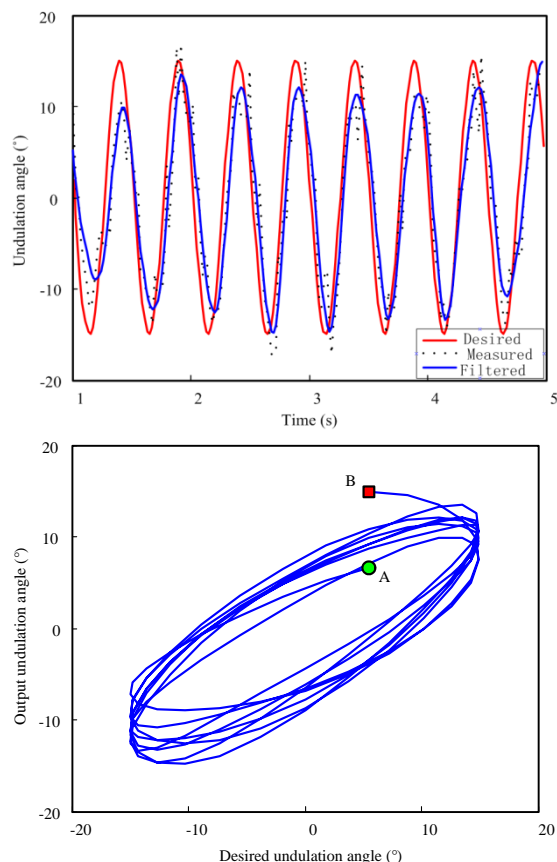 20
10
0
-10
-20
Undulation angle (°)
Desired
Measured
Filtered
1
2
3
4
5
Time (s)
20
10
0
-10
-20
Output undulation angle (°)
B
A
-20
-10
0
10
20
Desired undulation angle (°)